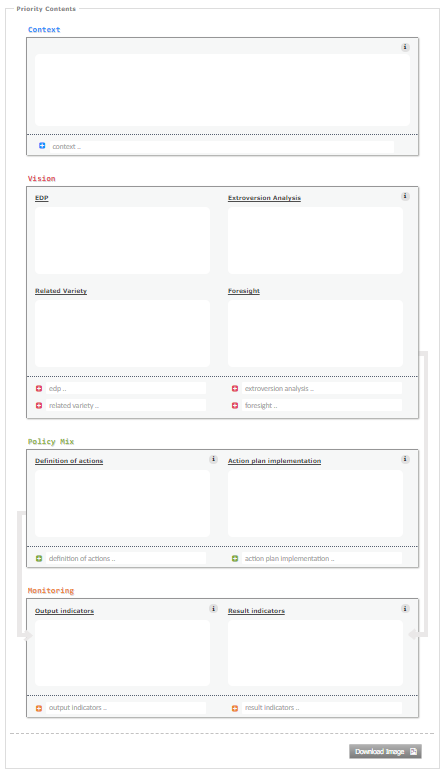 Priority Contents
Context
i
context ..
Vision
i
EDP
Extroversion Analysis
Related Variety
Foresight
edp ..
extroversion analysis ..
related variety ..
foresight ..
Policy Mix
Definition of actions
i
Action plan implementation
i
definition of actions ..
action plan implementation ..
Monitoring
Output indicators
i
Result indicators
i
output indicators ..
result indicators ..
Download Image